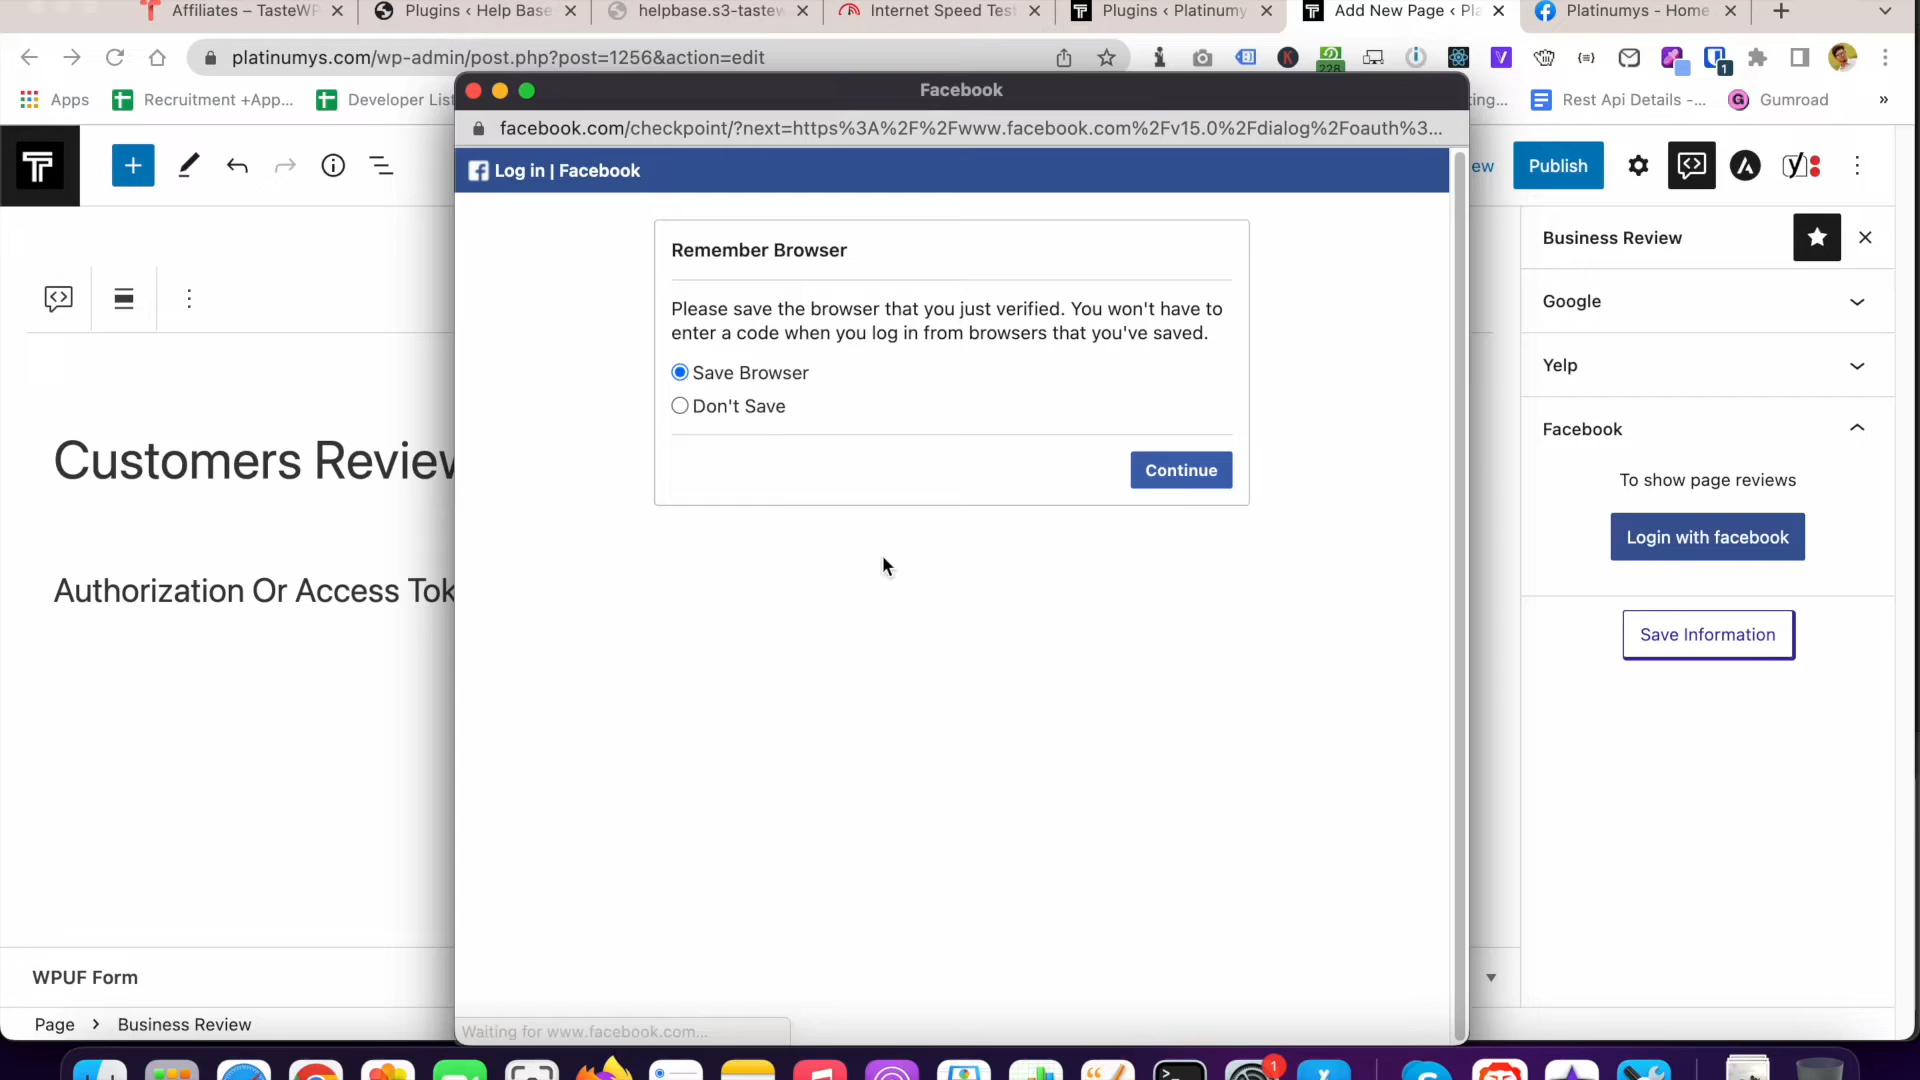 Affiliates – TasteWP
Plugins ‹ Help Base
helpbase.s3-tastew
Internet Speed Test
Plugins ‹ Platinumy
Add New Page ‹ Pla
Platinumys - Home
platinumys.com/wp-admin/post.php?post=1256&action=edit
228
1
Apps
Recruitment +App...
Developer List
Rest Api Details -...
Gumroad
»
Facebook
facebook.com/checkpoint/?next=https%3A%2F%2Fwww.facebook.com%2Fv15.0%2Fdialog%2Foauth%3...
Log in | Facebook
ew
Publish
Remember Browser
Please save the browser that you just verified. You won't have to
enter a code when you log in from browsers that you've saved.
Save Browser
Don't Save
Continue
Business Review
Google
Yelp
Facebook
To show page reviews
Login with facebook
Save Information
Customers Review
Authorization Or Access Tok
WPUF Form
Page > Business Review
Waiting for www.facebook.com...
1